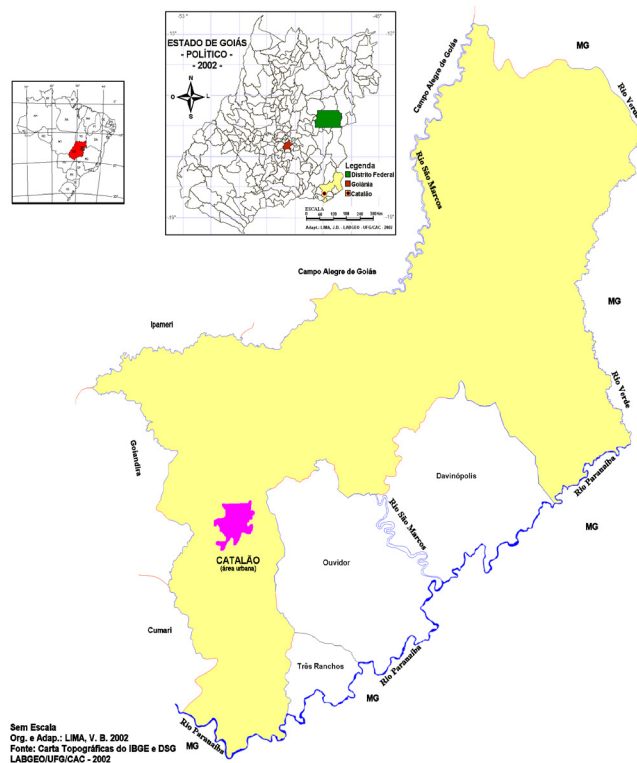 ESTADO DE GOIÁS
- POLÍTICO -
- 2002 -
N
O
L
S
Legenda
Distrito Federal
Goiânia
Catalão
ESCALA
Adapt.: LIMA, J.D. - LABGEO - UFG/CAC - 2002
MG
Campo Alegre de Goiás
Rio Verde
Rio São Marcos
Campo Alegre de Goiás
MG
Ipameri
Rio Verde
Goiandira
Davinópolis
Rio Paranaíba
MG
Rio São Marcos
CATALÃO
(área urbana)
Ouvidor
Cumari
Três Ranchos
Rio Paranaíba
MG
Rio Paranaíba
MG
Sem Escala
Org. e Adap.: LIMA, V. B. 2002
Fonte: Carta Topográficas do IBGE e DSG
LABGEO/UFG/CAC - 2002